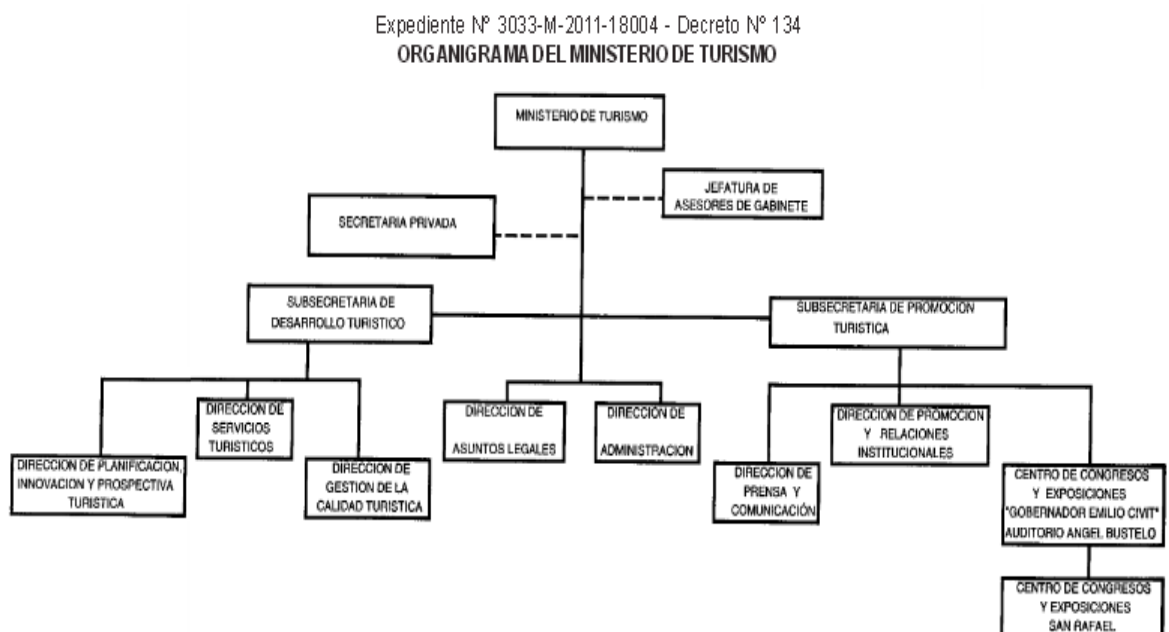 Expediente Nº 3033-M-2011-18004 - Decreto Nº 134
ORGANIGRAMA DEL MINISTERIO DE TURISMO
MINISTERIO DE TURISMO
JEFATURA DE
ASESORES DE GABINETE
SECRETARIA PRIVADA
SUBSECRETARIA DE
DESARROLLO TURISTICO
SUBSECRETARIA DE PROMOCION
TURISTICA
DIRECCION DE PLANIFICACION,
INNOVACION Y PROSPECTIVA
TURISTICA
DIRECCION DE
SERVICIOS
TURISTICOS
DIRECCION DE
GESTION DE LA
CALIDAD TURISTICA
DIRECCION DE
ASUNTOS LEGALES
DIRECCION DE
ADMINISTRACION
DIRECCION DE
PRENSA Y
COMUNICACIÓN
DIRECCION DE PROMOCION
Y RELACIONES
INSTITUCIONALES
CENTRO DE CONGRESOS
Y EXPOSICIONES
"GOBERNADOR EMILIO CIVIT"
AUDITORIO ANGEL BUSTELO
CENTRO DE CONGRESOS
Y EXPOSICIONES
SAN RAFAEL